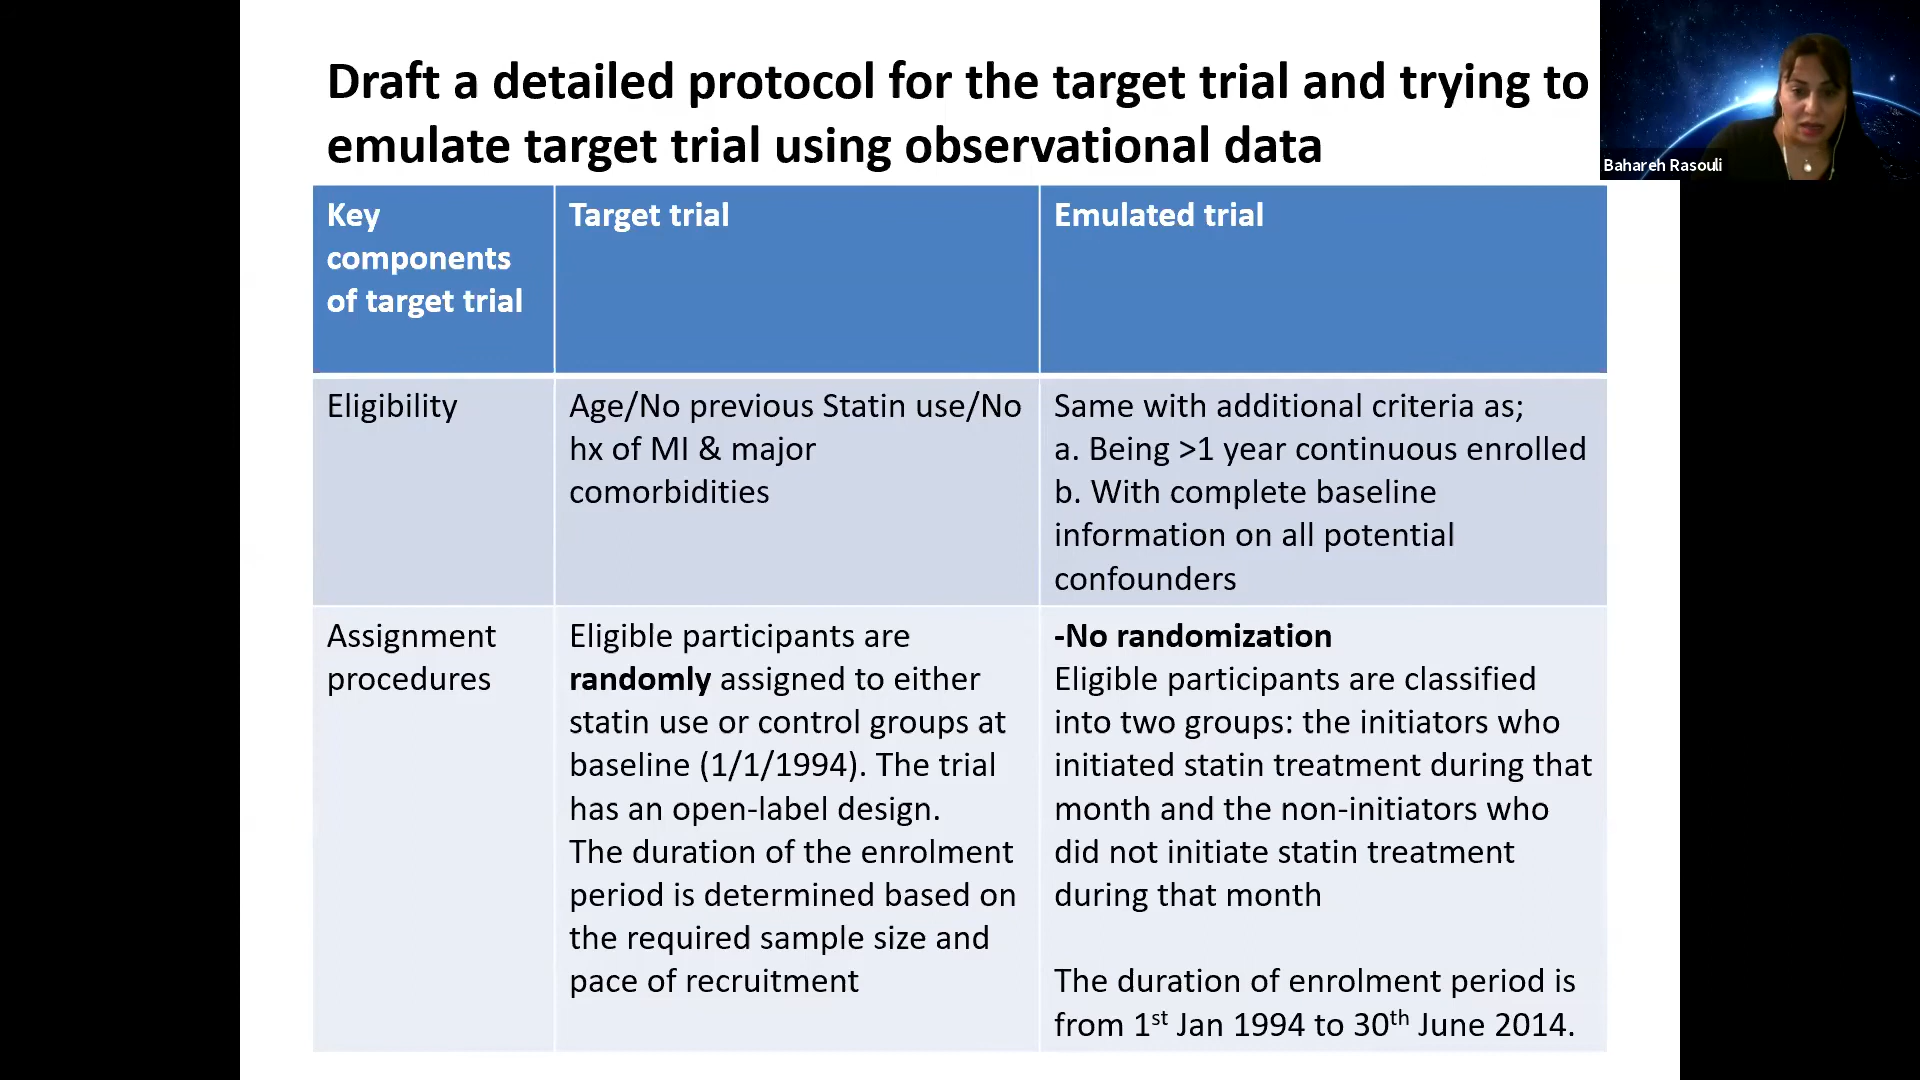 Draft a detailed protocol for the target trial and trying to
emulate target trial using observational data
Bahareh Rasouli
Key
components
of target trial
Target trial
Emulated trial
Eligibility
Age/No previous Statin use/No
hx of MI & major
comorbidities
Same with additional criteria as;
a. Being >1 year continuous enrolled
b. With complete baseline
information on all potential
confounders
Assignment
procedures
Eligible participants are
randomly assigned to either
statin use or control groups at
baseline (1/1/1994). The trial
has an open-label design.
The duration of the enrolment
period is determined based on
the required sample size and
pace of recruitment
-No randomization
Eligible participants are classified
into two groups: the initiators who
initiated statin treatment during that
month and the non-initiators who
did not initiate statin treatment
during that month
The duration of enrolment period is
from 1st Jan 1994 to 30th June 2014.